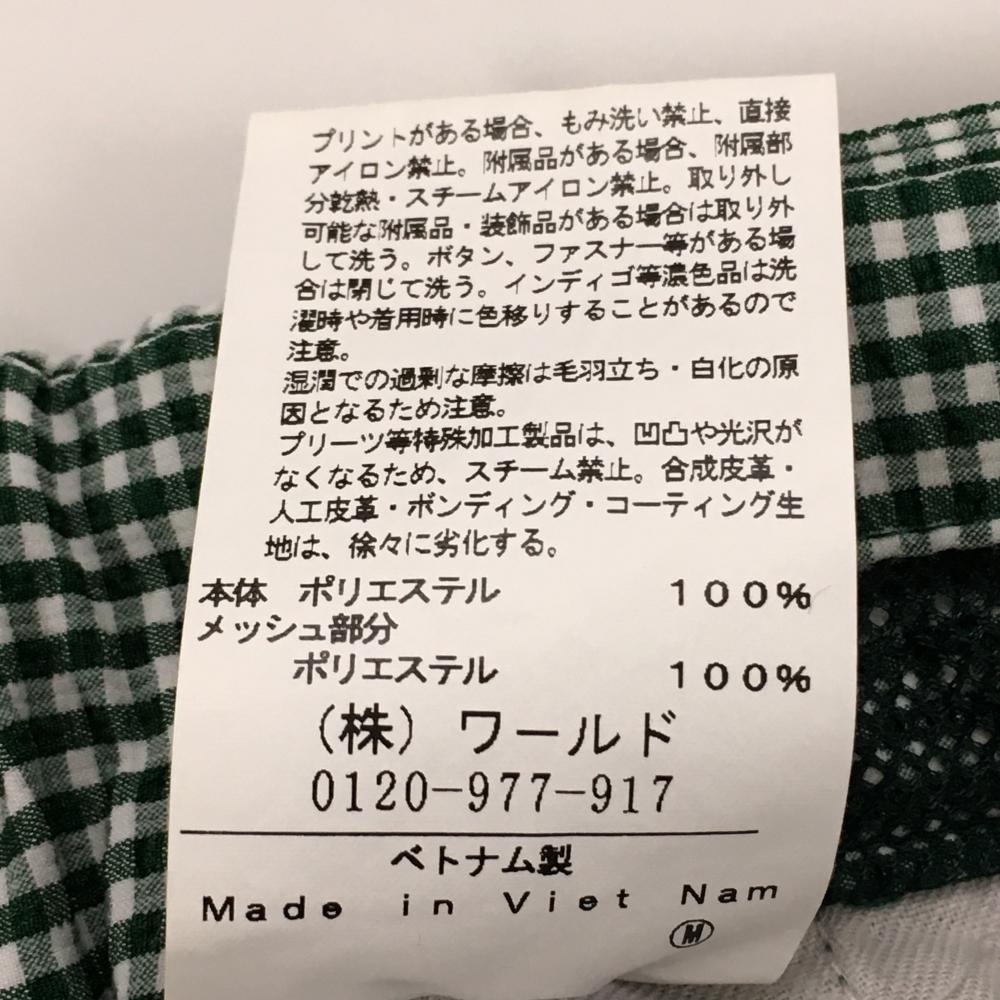 プリントがある場合、もみ洗い禁止、直接
アイロン禁止。附属品がある場合、附属部
分乾熱・スチームアイロン禁止。取り外し
可能な附属品・装飾品がある場合は取り外
して洗う。ボタン、ファスナー等がある場
合は閉じて洗う。インディゴ等濃色品は洗
濯時や着用時に色移りすることがあるので
注意。
湿潤での過剰な摩擦は毛羽立ち・白化の原
因となるため注意。
プリーツ等特殊加工製品は、凹凸や光沢が
なくなるため、スチーム禁止。合成皮革・
人工皮革・ボンディング・コーティング生
地は、徐々に劣化する。
本体 ポリエステル 100%
メッシュ部分
ポリエステル 100%
（株）ワールド
0120-977-917
ベトナム製
Made in Viet Nam
M